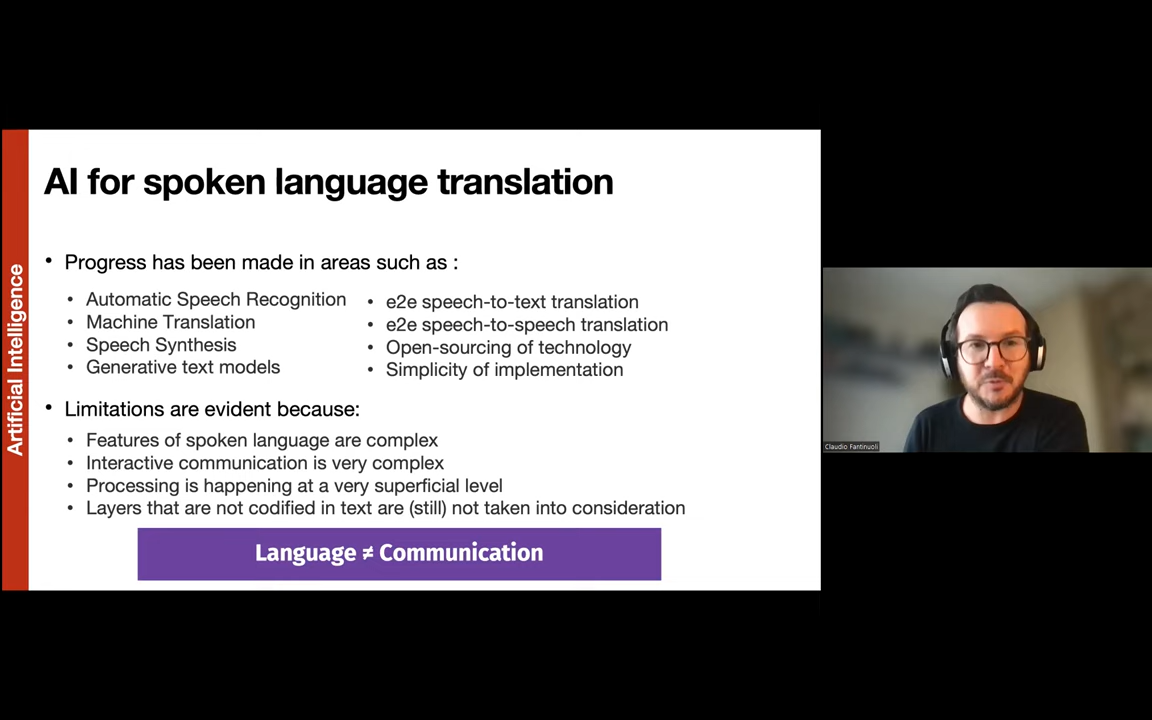 Artificial Intelligence
AI for spoken language translation
• Progress has been made in areas such as :
• Automatic Speech Recognition
• Machine Translation
• Speech Synthesis
• Generative text models
• e2e speech-to-text translation
• e2e speech-to-speech translation
• Open-sourcing of technology
• Simplicity of implementation
• Limitations are evident because:
• Features of spoken language are complex
• Interactive communication is very complex
• Processing is happening at a very superficial level
• Layers that are not codified in text are (still) not taken into consideration
Language ≠ Communication
Claudio Fantinuoli